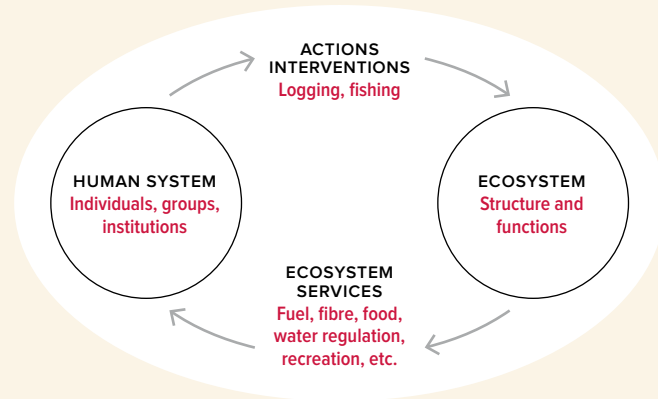 ACTIONS
INTERVENTIONS
Logging, fishing
HUMAN SYSTEM
Individuals, groups,
institutions
ECOSYSTEM
Structure and
functions
ECOSYSTEM
SERVICES
Fuel, fibre, food,
water regulation,
recreation, etc.